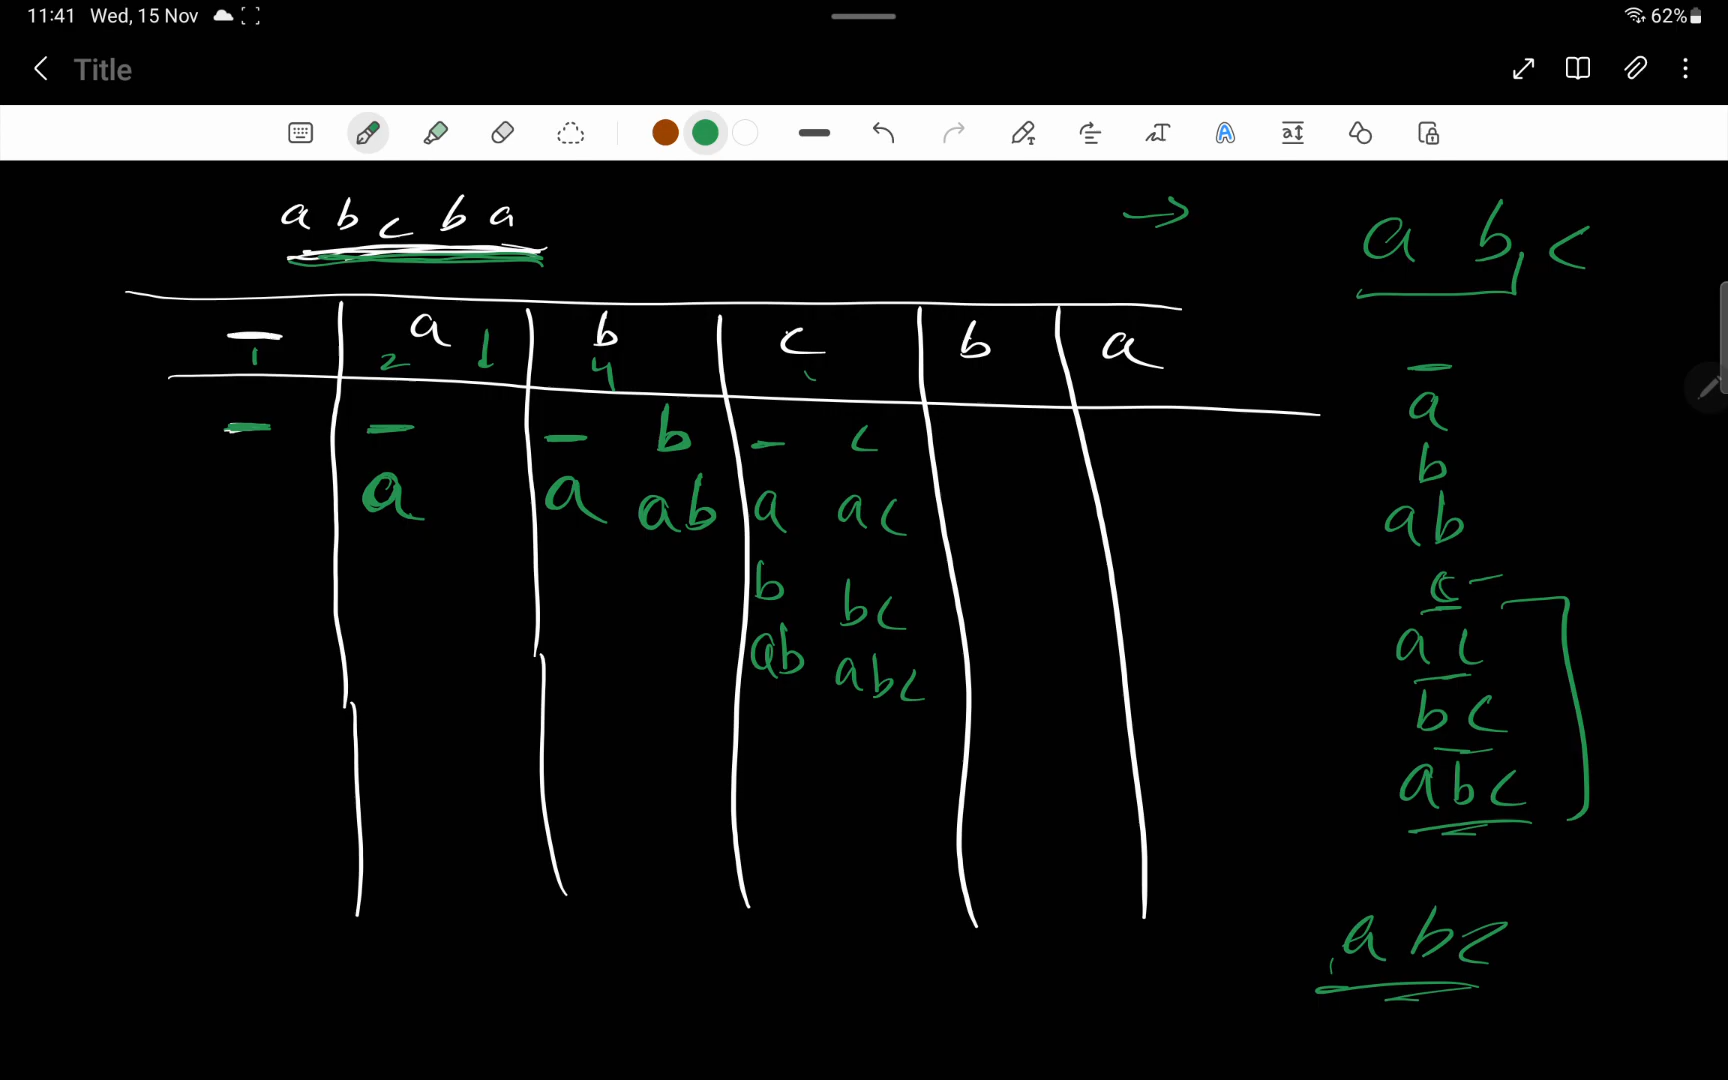 11:41 Wed, 15 Nov 62%
Title
a b c b a
a b c
— a b c b a
1 2 1 4
— — — b — c
a a ab a ac
b bc
ab abc
—
a
b
ab
c
ac
bc
abc
abc